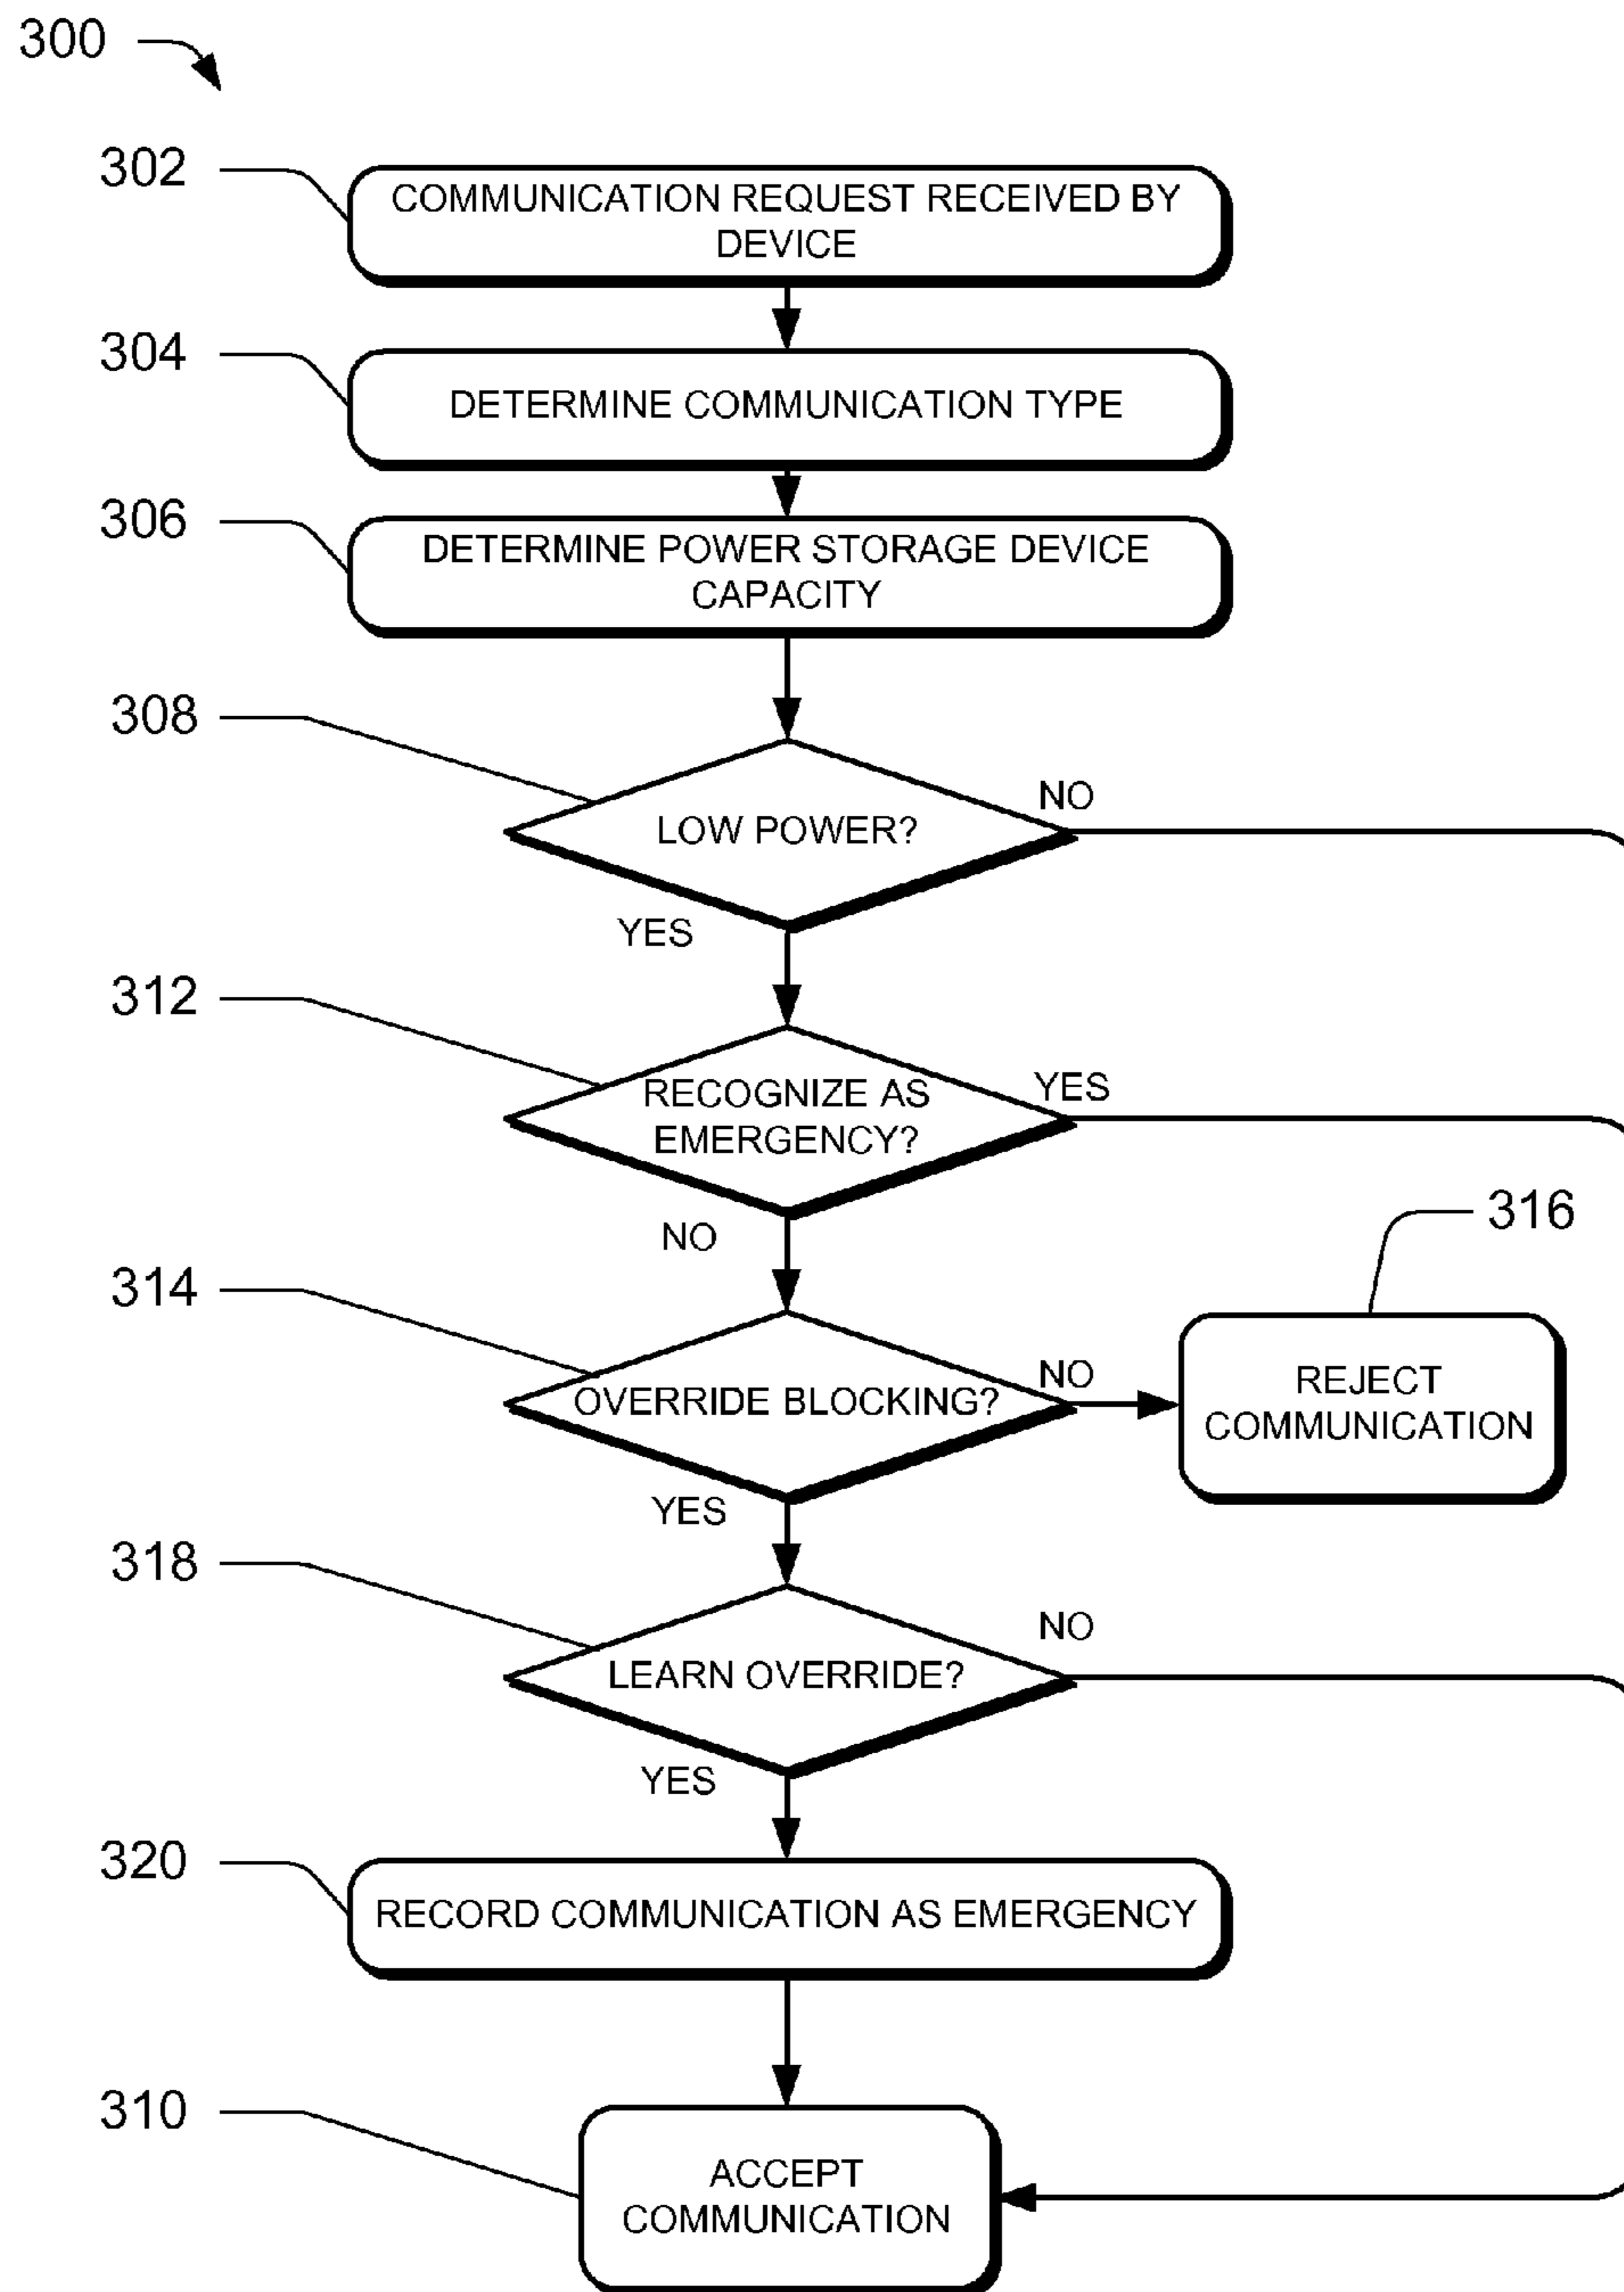 300
302
COMMUNICATION REQUEST RECEIVED BY
DEVICE
304
DETERMINE COMMUNICATION TYPE
306
DETERMINE POWER STORAGE DEVICE
CAPACITY
308
LOW POWER?
NO
YES
312
RECOGNIZE AS
EMERGENCY?
YES
NO
314
OVERRIDE BLOCKING?
NO
316
REJECT
COMMUNICATION
YES
318
LEARN OVERRIDE?
NO
YES
320
RECORD COMMUNICATION AS EMERGENCY
310
ACCEPT
COMMUNICATION